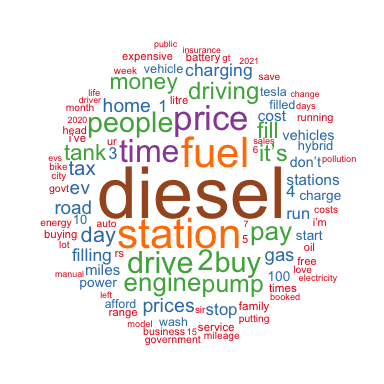 public
life insurance
expensive battery gt 2021
week vehicle charging save
money driving tesla change
driver
month home 1 litre filled days
2020 people price cost running
head ur fill vehicles
i've 3 time fuel sales 6 it's hybrid
tank don't pollution
evs tax
bike diesel stations
city ev 4 charge
govt road station 7 run costs
energy 10 auto 5 pay i'm
buying day start
lot filling rs drive 2 buy gas oil
miles 100 free
power engine pump times love
manual electricity
left afford prices sir stop family booked
range putting
model wash service
business 15 mileage
government